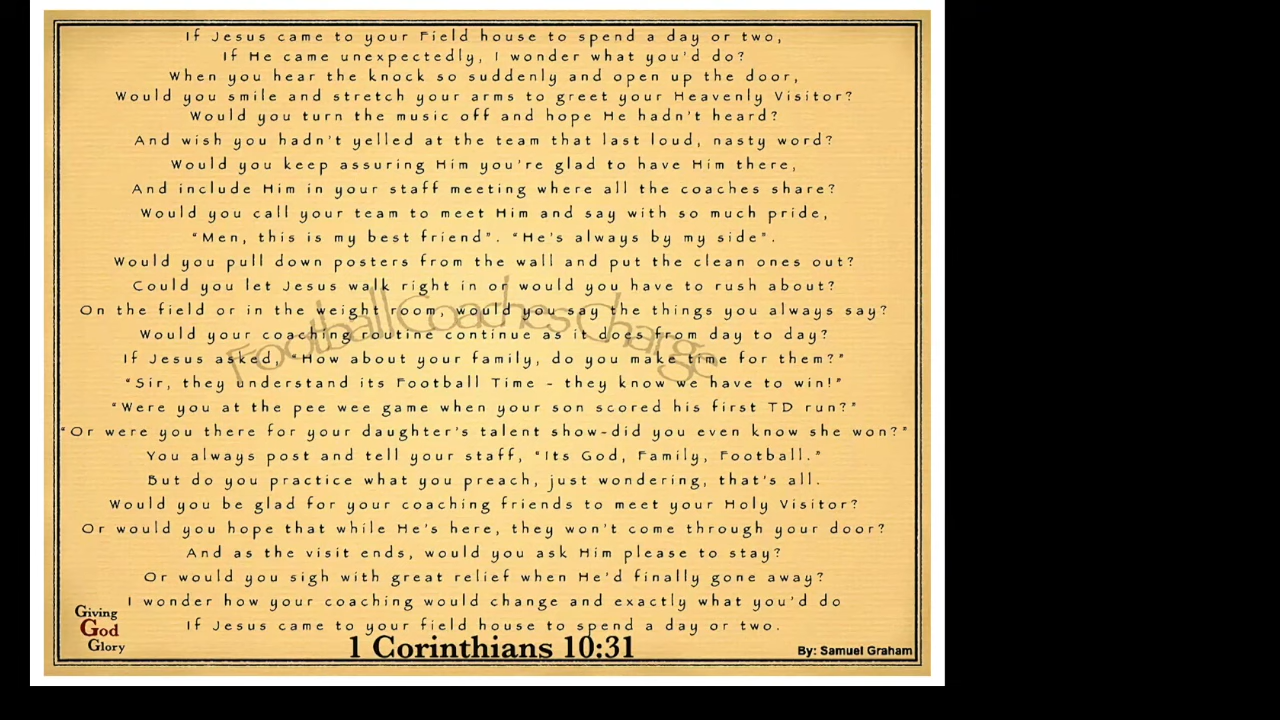 If Jesus came to your Field house to spend a day or two,
If He came unexpectedly, I wonder what you'd do?
When you hear the knock so suddenly and open up the door,
Would you smile and stretch your arms to greet your Heavenly Visitor?
Would you turn the music off and hope He hadn't heard?
And wish you hadn't yelled at the team that last loud, nasty word?
Would you keep assuring Him you're glad to have Him there,
And include Him in your staff meeting where all the coaches share?
Would you call your team to meet Him and say with so much pride,
“Men, this is my best friend”. “He's always by my side”.
Would you pull down posters from the wall and put the clean ones out?
Could you let Jesus walk right in or would you have to rush about?
On the field or in the weight room, would you say the things you always say?
Football Coaches Charge
Would your coaching routine continue as it does from day to day?
If Jesus asked, “How about your family, do you make time for them?”
“Sir, they understand its Football Time - they know we have to win!”
“Were you at the pee wee game when your son scored his first TD run?”
“Or were you there for your daughter's talent show-did you even know she won?”
You always post and tell your staff, “Its God, Family, Football.”
But do you practice what you preach, just wondering, that's all.
Would you be glad for your coaching friends to meet your Holy Visitor?
Or would you hope that while He's here, they won't come through your door?
And as the visit ends, would you ask Him please to stay?
Or would you sigh with great relief when He'd finally gone away?
I wonder how your coaching would change and exactly what you'd do
If Jesus came to your field house to spend a day or two.
Giving
God
Glory
1 Corinthians 10:31
By: Samuel Graham